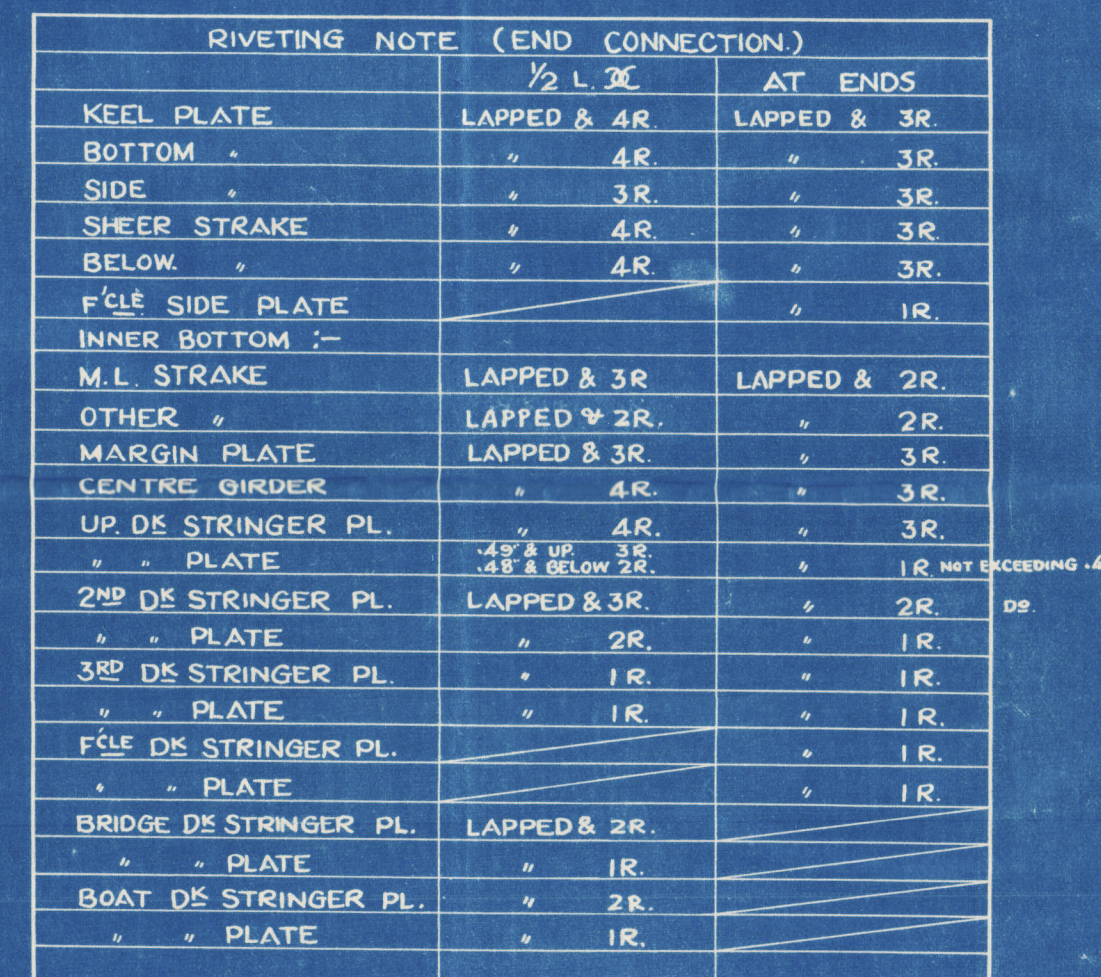 RIVETING NOTE (END CONNECTION.)
½ L. AT ENDS
KEEL PLATE LAPPED & 4R. LAPPED & 3R.
BOTTOM " " 4R. " 3R.
SIDE " " 3R. " 3R.
SHEER STRAKE " 4R. " 3R.
BELOW. " " 4R. " 3R.
F'CLE. SIDE PLATE " 1R.
INNER BOTTOM :-
M.L. STRAKE LAPPED & 3R LAPPED & 2R.
OTHER " LAPPED & 2R. " 2R.
MARGIN PLATE LAPPED & 3R. " 3R.
CENTRE GIRDER " 4R. " 3R.
UP. DK STRINGER PL. " 4R. " 3R.
" " PLATE .49" & UP. 3R. .48" & BELOW 2R. " 1R. NOT EXCEEDING
2ND DK STRINGER PL. LAPPED & 3R. " 2R. DO.
" " PLATE " 2R. " 1R.
3RD DK STRINGER PL. " 1R. " 1R.
" " PLATE " 1R. " 1R.
F'CLE DK STRINGER PL. " 1R.
" " PLATE " 1R.
BRIDGE DK STRINGER PL. LAPPED & 2R.
" " PLATE " 1R.
BOAT DK STRINGER PL. " 2R.
" " PLATE " 1R.